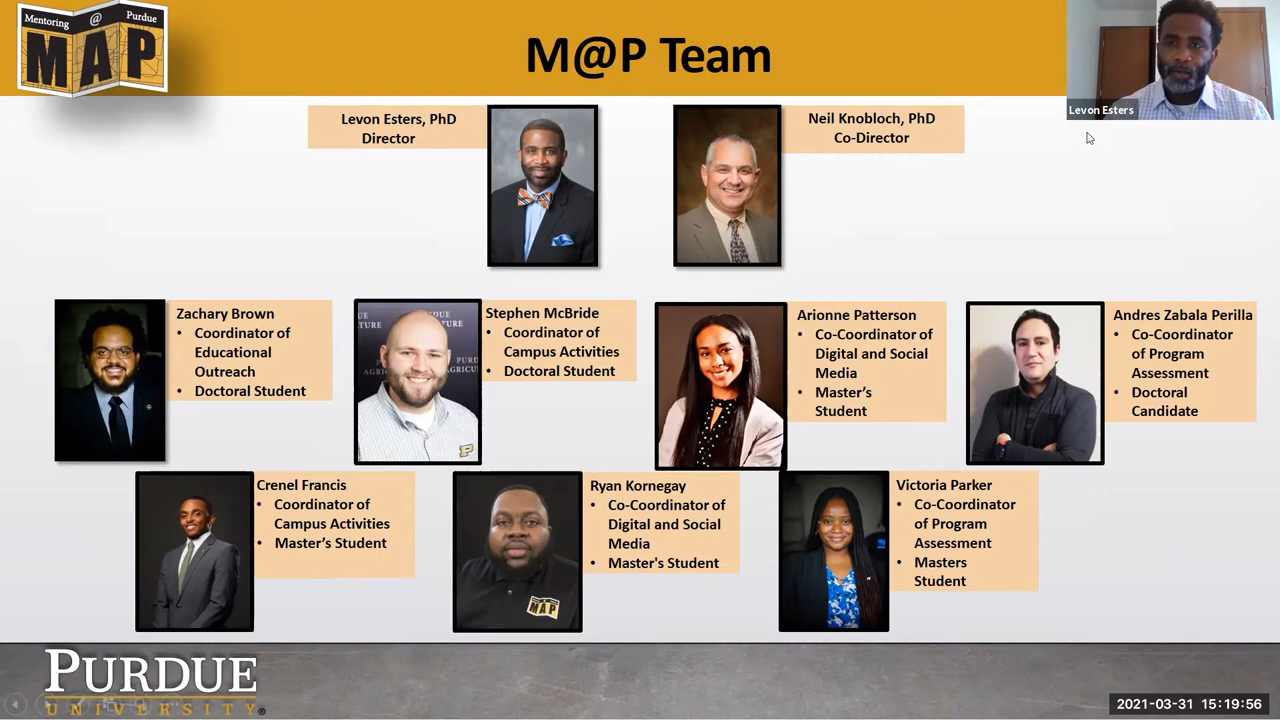 Mentoring @ Purdue
MAP
M@P Team
Levon Esters
Levon Esters, PhD
Director
Neil Knobloch, PhD
Co-Director
Zachary Brown
• Coordinator of
Educational
Outreach
• Doctoral Student
Stephen McBride
• Coordinator of
Campus Activities
• Doctoral Student
Arionne Patterson
• Co-Coordinator of
Digital and Social
Media
• Master’s
Student
Andres Zabala Perilla
• Co-Coordinator
of Program
Assessment
• Doctoral
Candidate
Crenel Francis
• Coordinator of
Campus Activities
• Master’s Student
Ryan Kornegay
• Co-Coordinator of
Digital and Social
Media
• Master's Student
MAP
Victoria Parker
• Co-Coordinator
of Program
Assessment
• Masters
Student
PURDUE
UNIVERSITY®
2021-03-31 15:19:56